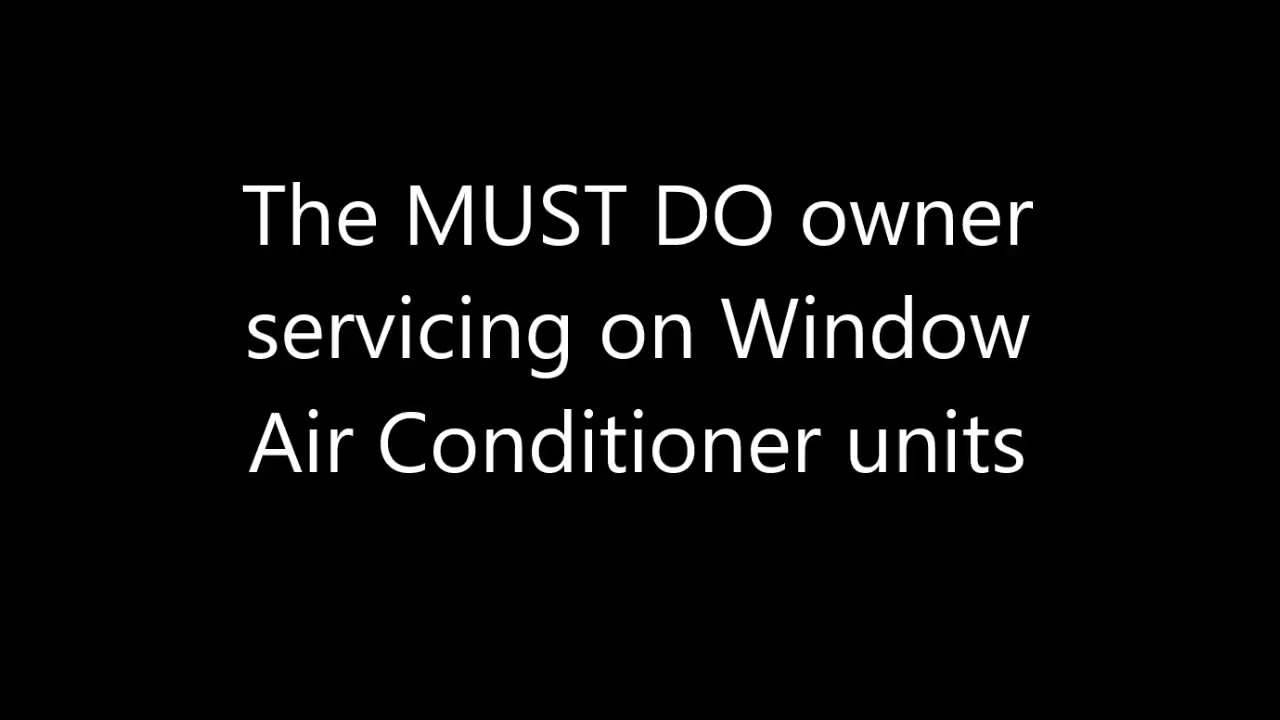 The MUST DO owner
servicing on Window
Air Conditioner units